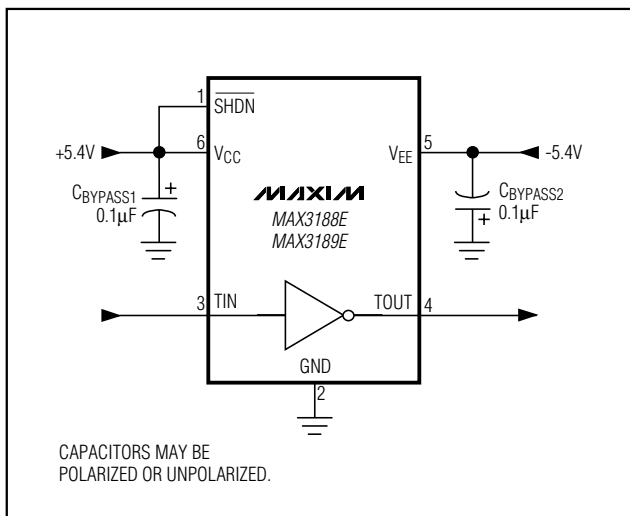 1
SHDN
+5.4V
6
VCC
5
VEE
-5.4V
CBYPASS1
0.1µF
+
MAXIM
MAX3188E
MAX3189E
CBYPASS2
0.1µF
+
3
TIN
TOUT
4
GND
2
CAPACITORS MAY BE
POLARIZED OR UNPOLARIZED.